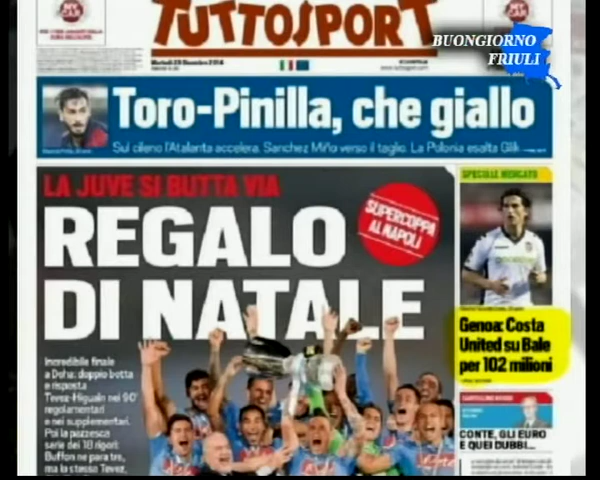 TUTTOSPORT
BUONGIORNO
FRIULI
Toro-Pinilla, che giallo
Sul cileno l'Atalanta accelera. Sanchez Miño verso il taglio. La Polonia esalta Glik
LA JUVE SI BUTTA VIA
REGALO
DI NATALE
SUPERCOPPA
AL NAPOLI
SPECIALE MERCATO
Genoa: Costa
United su Bale
per 102 milioni
Incredibile finale
a Doha: doppio botta
e risposta
Tevez-Higuain nei 90'
regolamentari
e nei supplementari.
Poi la pazzesca
serie dei 18 rigori:
Buffon ne para tre,
ma lo stesso Tevez,
CONTE, GLI EURO
E QUEI DUBBI...